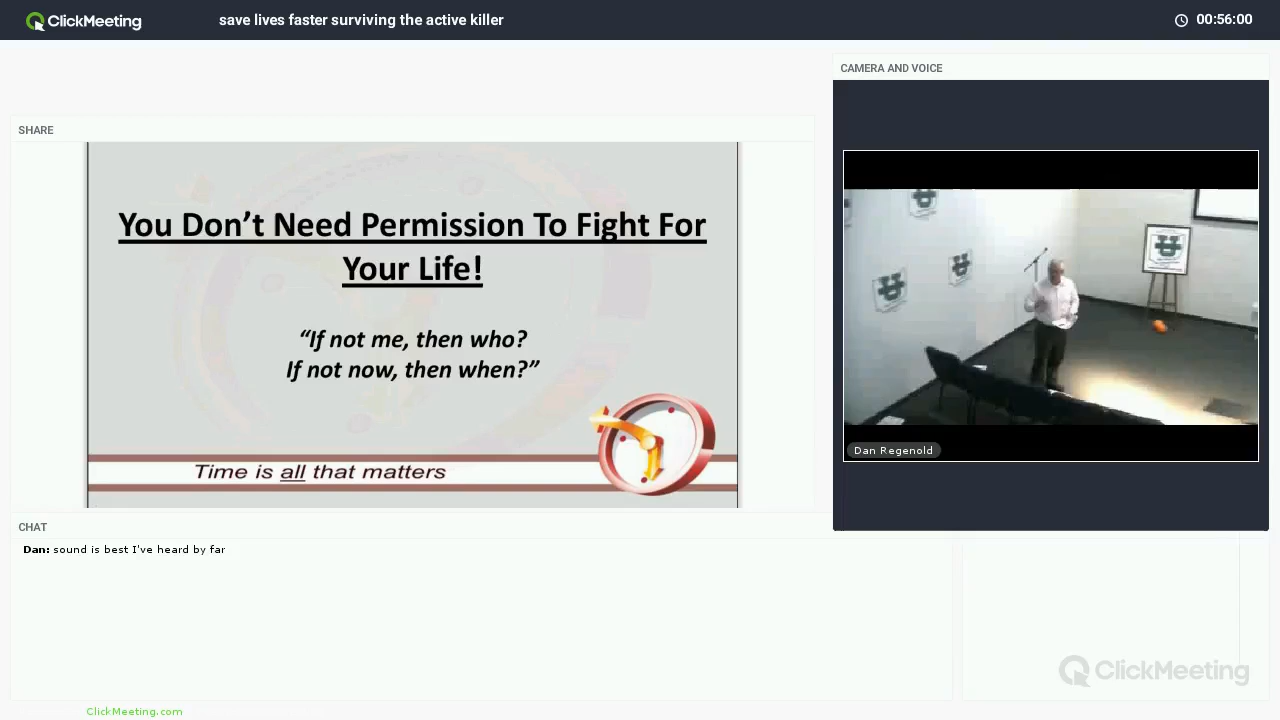 ClickMeeting
save lives faster surviving the active killer
00:56:00
CAMERA AND VOICE
SHARE
You Don’t Need Permission To Fight For
Your Life!
“If not me, then who?
If not now, then when?”
Time is all that matters
Dan Regenold
CHAT
Dan: sound is best I've heard by far
ClickMeeting
ClickMeeting.com